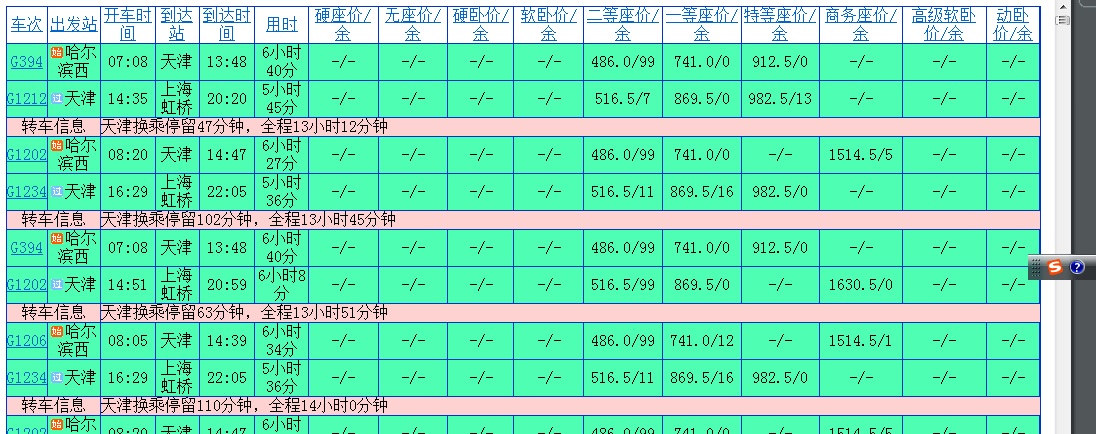 车次 出发站 开车时间 到达站 到达时间 用时 硬座价/余 无座价/余 硬卧价/余 软卧价/余 二等座价/余 一等座价/余 特等座价/余 商务座价/余 高级软卧价/余 动卧价/余
G394 始哈尔滨西 07:08 天津 13:48 6小时40分 -/- -/- -/- -/- 486.0/99 741.0/0 912.5/0 -/- -/- -/-
G1212 过天津 14:35 上海虹桥 20:20 5小时45分 -/- -/- -/- -/- 516.5/7 869.5/0 982.5/13 -/- -/- -/-
转车信息 天津换乘停留47分钟，全程13小时12分钟
G1202 始哈尔滨西 08:20 天津 14:47 6小时27分 -/- -/- -/- -/- 486.0/99 741.0/0 -/- 1514.5/5 -/- -/-
G1234 过天津 16:29 上海虹桥 22:05 5小时36分 -/- -/- -/- -/- 516.5/11 869.5/16 982.5/0 -/- -/- -/-
转车信息 天津换乘停留102分钟，全程13小时45分钟
G394 始哈尔滨西 07:08 天津 13:48 6小时40分 -/- -/- -/- -/- 486.0/99 741.0/0 912.5/0 -/- -/- -/-
G1202 过天津 14:51 上海虹桥 20:59 6小时8分 -/- -/- -/- -/- 516.5/99 869.5/0 -/- 1630.5/0 -/- -/-
转车信息 天津换乘停留63分钟，全程13小时51分钟
G1206 始哈尔滨西 08:05 天津 14:39 6小时34分 -/- -/- -/- -/- 486.0/99 741.0/12 -/- 1514.5/1 -/- -/-
G1234 过天津 16:29 上海虹桥 22:05 5小时36分 -/- -/- -/- -/- 516.5/11 869.5/16 982.5/0 -/- -/- -/-
转车信息 天津换乘停留110分钟，全程14小时0分钟
G1202 始哈尔 08:20 天津 14:47 6小时 -/- -/- -/- -/- 486.0/99 741.0/0 -/- 1514.5/5 -/- -/-